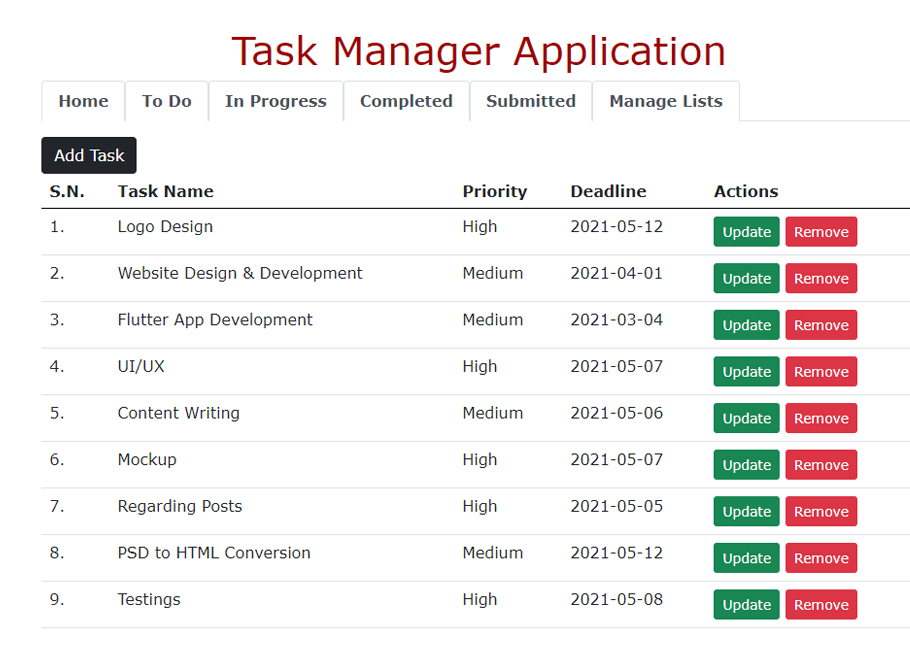 Task Manager Application
Home To Do In Progress Completed Submitted Manage Lists
Add Task
S.N. Task Name Priority Deadline Actions
1. Logo Design High 2021-05-12 Update Remove
2. Website Design & Development Medium 2021-04-01 Update Remove
3. Flutter App Development Medium 2021-03-04 Update Remove
4. UI/UX High 2021-05-07 Update Remove
5. Content Writing Medium 2021-05-06 Update Remove
6. Mockup High 2021-05-07 Update Remove
7. Regarding Posts High 2021-05-05 Update Remove
8. PSD to HTML Conversion Medium 2021-05-12 Update Remove
9. Testings High 2021-05-08 Update Remove